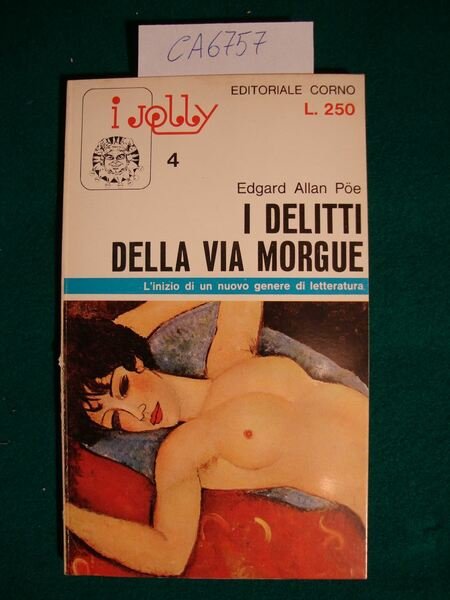 CA6757
EDITORIALE CORNO
L. 250
i Jolly
4
Edgard Allan Pöe
I DELITTI
DELLA VIA MORGUE
L'inizio di un nuovo genere di letteratura